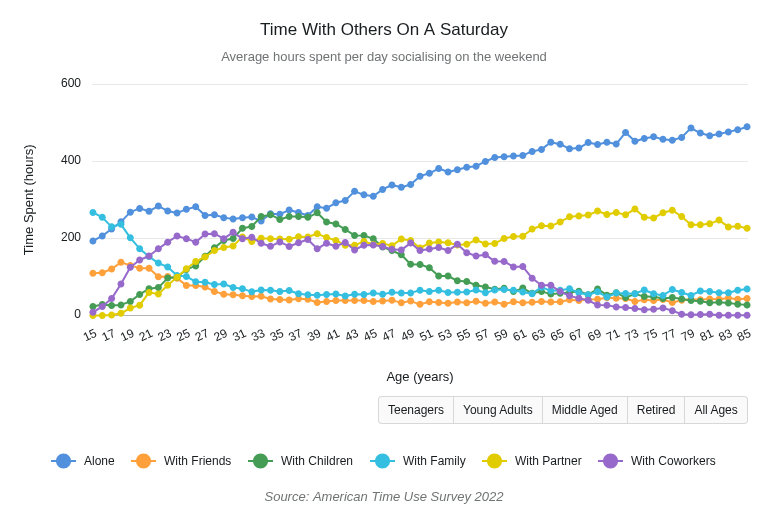 Time With Others On A Saturday
Average hours spent per day socialising on the weekend
Time Spent (hours)
600
400
200
0
15 17 19 21 23 25 27 29 31 33 35 37 39 41 43 45 47 49 51 53 55 57 59 61 63 65 67 69 71 73 75 77 79 81 83 85
Age (years)
Teenagers Young Adults Middle Aged Retired All Ages
Alone With Friends With Children With Family With Partner With Coworkers
Source: American Time Use Survey 2022